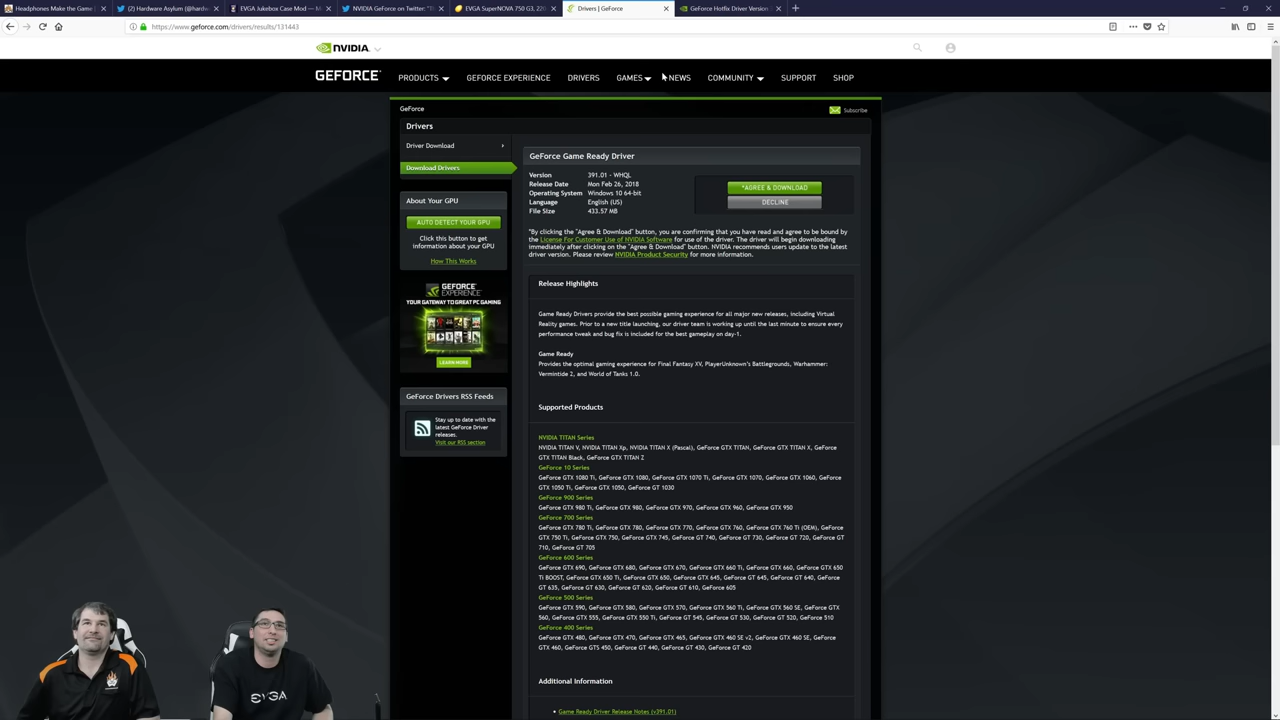 Headphones Make the Game
(2) Hardware Asylum (@hardw
EVGA Jukebox Case Mod — M
NVIDIA GeForce on Twitter: "Fi
EVGA SuperNOVA 750 G3, 220
Drivers | GeForce
GeForce Hotfix Driver Version
https://www.geforce.com/drivers/results/131443
NVIDIA
GEFORCE
PRODUCTS
GEFORCE EXPERIENCE
DRIVERS
GAMES
NEWS
COMMUNITY
SUPPORT
SHOP
GeForce
Subscribe
Drivers
Driver Download
Download Drivers
About Your GPU
AUTO DETECT YOUR GPU
Click this button to get
information about your GPU
How This Works
GEFORCE
EXPERIENCE
YOUR GATEWAY TO GREAT PC GAMING
LEARN MORE
GeForce Drivers RSS Feeds
Stay up to date with the
latest GeForce Driver
releases.
Visit our RSS section
GeForce Game Ready Driver
Version 391.01 - WHQL
Release Date Mon Feb 26, 2018
Operating System Windows 10 64-bit
Language English (US)
File Size 433.57 MB
*AGREE & DOWNLOAD
DECLINE
*By clicking the "Agree & Download" button, you are confirming that you have read and agree to be bound by
the License For Customer Use of NVIDIA Software for use of the driver. The driver will begin downloading
immediately after clicking on the "Agree & Download" button. NVIDIA recommends users update to the latest
driver version. Please review NVIDIA Product Security for more information.
Release Highlights
Game Ready Drivers provide the best possible gaming experience for all major new releases, including Virtual
Reality games. Prior to a new title launching, our driver team is working up until the last minute to ensure every
performance tweak and bug fix is included for the best gameplay on day-1.
Game Ready
Provides the optimal gaming experience for Final Fantasy XV, PlayerUnknown's Battlegrounds, Warhammer:
Vermintide 2, and World of Tanks 1.0.
Supported Products
NVIDIA TITAN Series
NVIDIA TITAN V, NVIDIA TITAN Xp, NVIDIA TITAN X (Pascal), GeForce GTX TITAN, GeForce GTX TITAN X, GeForce
GTX TITAN Black, GeForce GTX TITAN Z
GeForce 10 Series
GeForce GTX 1080 Ti, GeForce GTX 1080, GeForce GTX 1070 Ti, GeForce GTX 1070, GeForce GTX 1060, GeForce
GTX 1050 Ti, GeForce GTX 1050, GeForce GT 1030
GeForce 900 Series
GeForce GTX 980 Ti, GeForce GTX 980, GeForce GTX 970, GeForce GTX 960, GeForce GTX 950
GeForce 700 Series
GeForce GTX 780 Ti, GeForce GTX 780, GeForce GTX 770, GeForce GTX 760, GeForce GTX 760 Ti (OEM), GeForce
GTX 750 Ti, GeForce GTX 750, GeForce GTX 745, GeForce GT 740, GeForce GT 730, GeForce GT 720, GeForce GT
710, GeForce GT 705
GeForce 600 Series
GeForce GTX 690, GeForce GTX 680, GeForce GTX 670, GeForce GTX 660 Ti, GeForce GTX 660, GeForce GTX 650
Ti BOOST, GeForce GTX 650 Ti, GeForce GTX 650, GeForce GTX 645, GeForce GT 645, GeForce GT 640, GeForce
GT 635, GeForce GT 630, GeForce GT 620, GeForce GT 610, GeForce 605
GeForce 500 Series
GeForce GTX 590, GeForce GTX 580, GeForce GTX 570, GeForce GTX 560 Ti, GeForce GTX 560 SE, GeForce GTX
560, GeForce GTX 555, GeForce GTX 550 Ti, GeForce GT 545, GeForce GT 530, GeForce GT 520, GeForce 510
GeForce 400 Series
GeForce GTX 480, GeForce GTX 470, GeForce GTX 465, GeForce GTX 460 SE v2, GeForce GTX 460 SE, GeForce
GTX 460, GeForce GTS 450, GeForce GT 440, GeForce GT 430, GeForce GT 420
Additional Information
Game Ready Driver Release Notes (v391.01)
EVGA